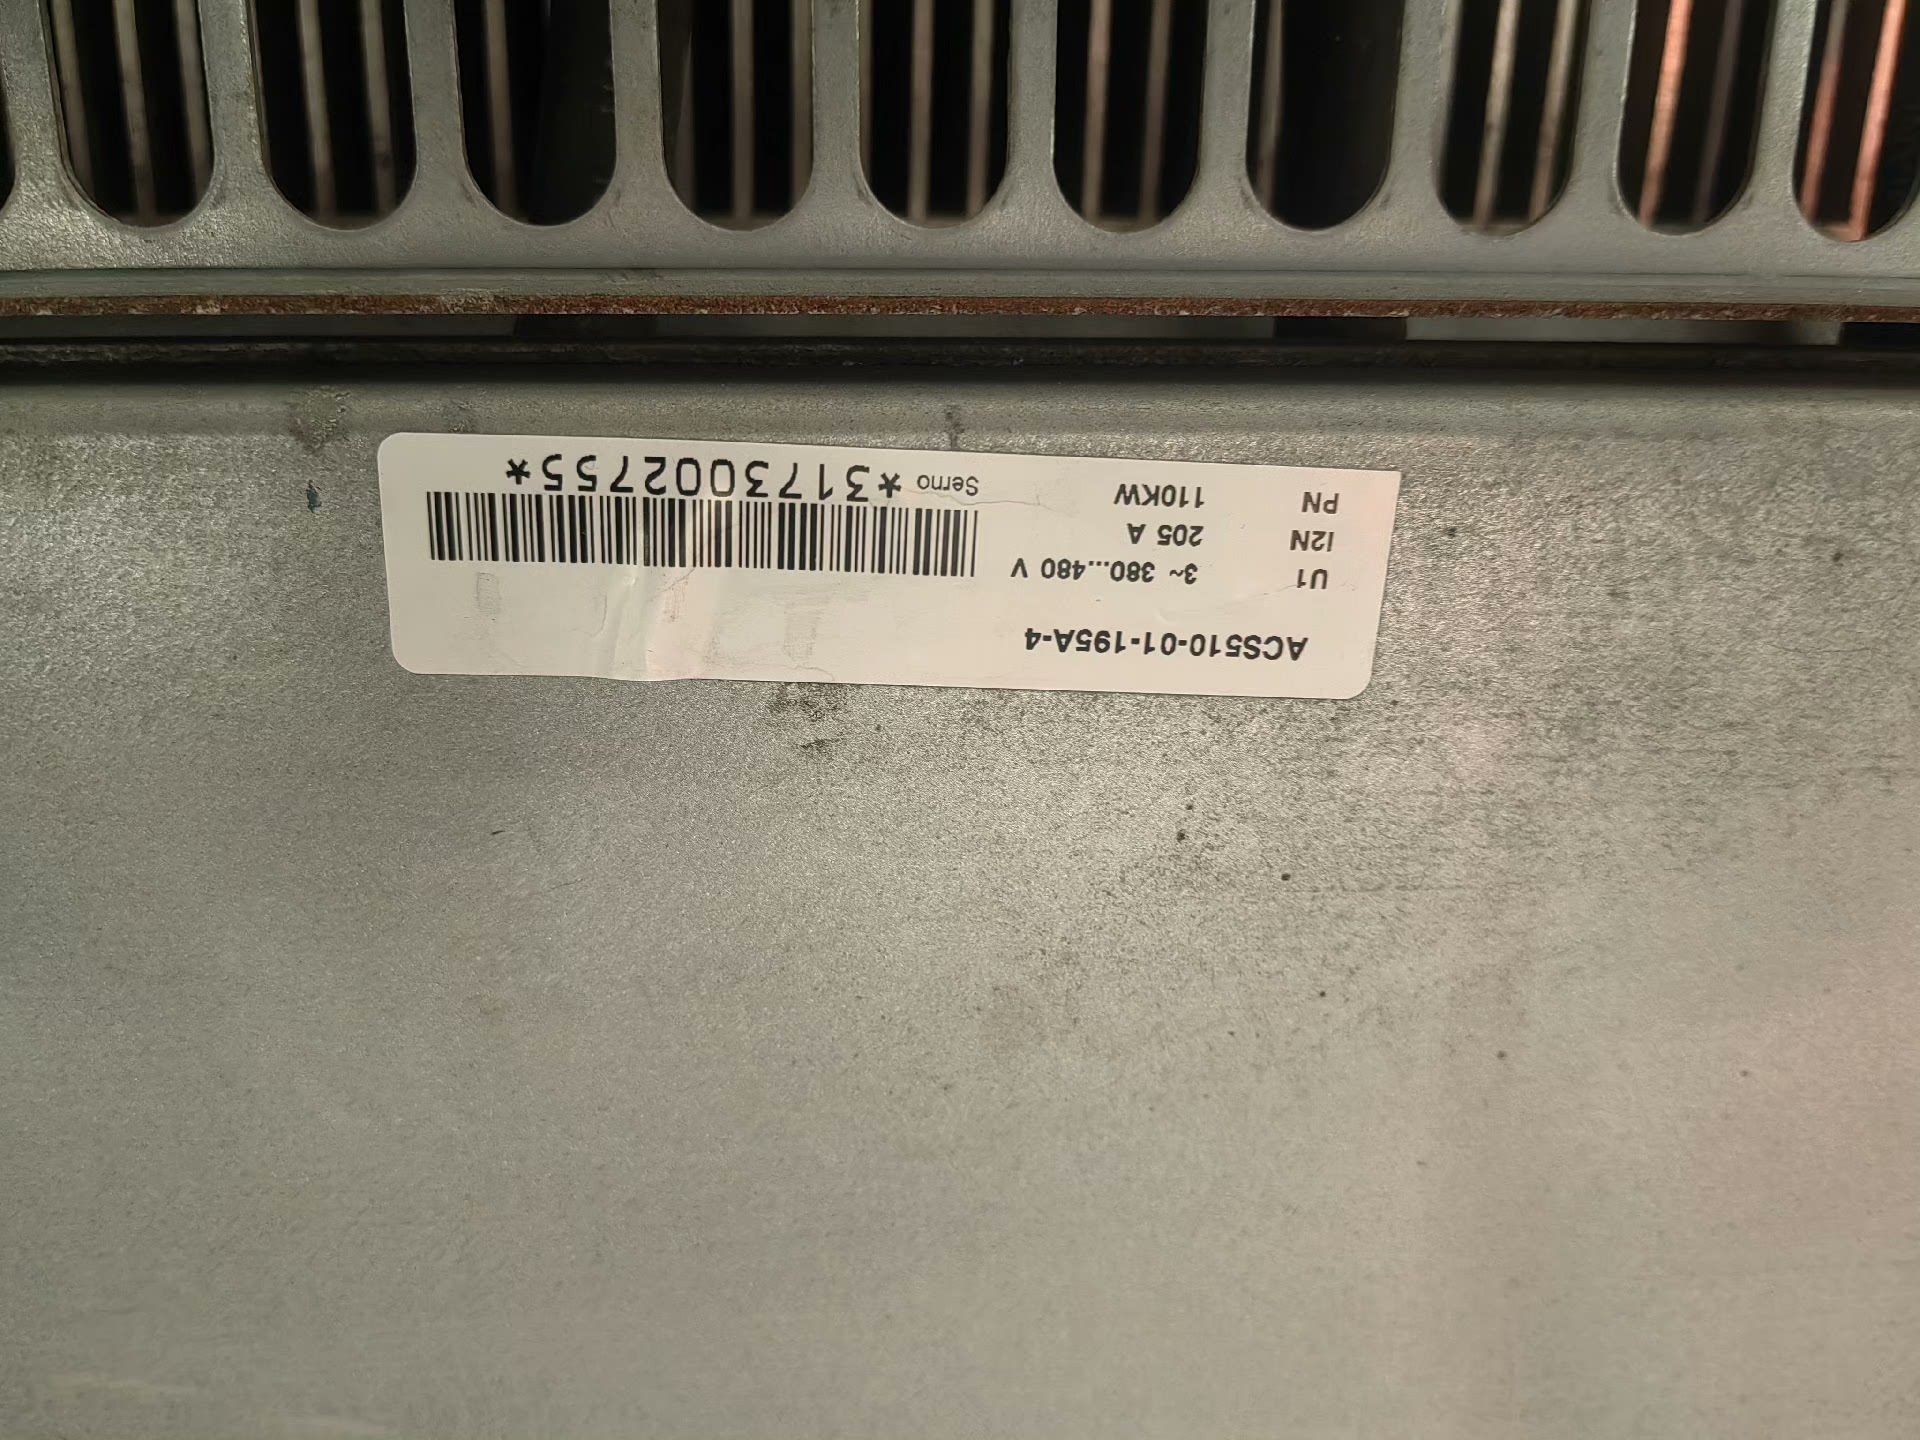 ACS510-01-195A-4
U1 3~ 380...480 V
I2N 205 A
PN 110KW
Serno *3173002755*